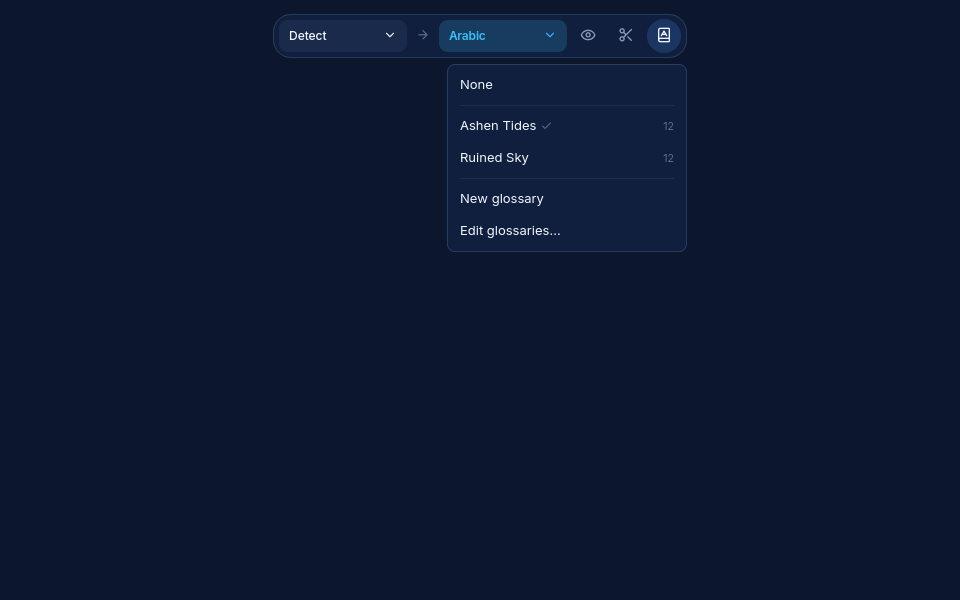 Detect
Arabic
None
Ashen Tides 12
Ruined Sky 12
New glossary
Edit glossaries...